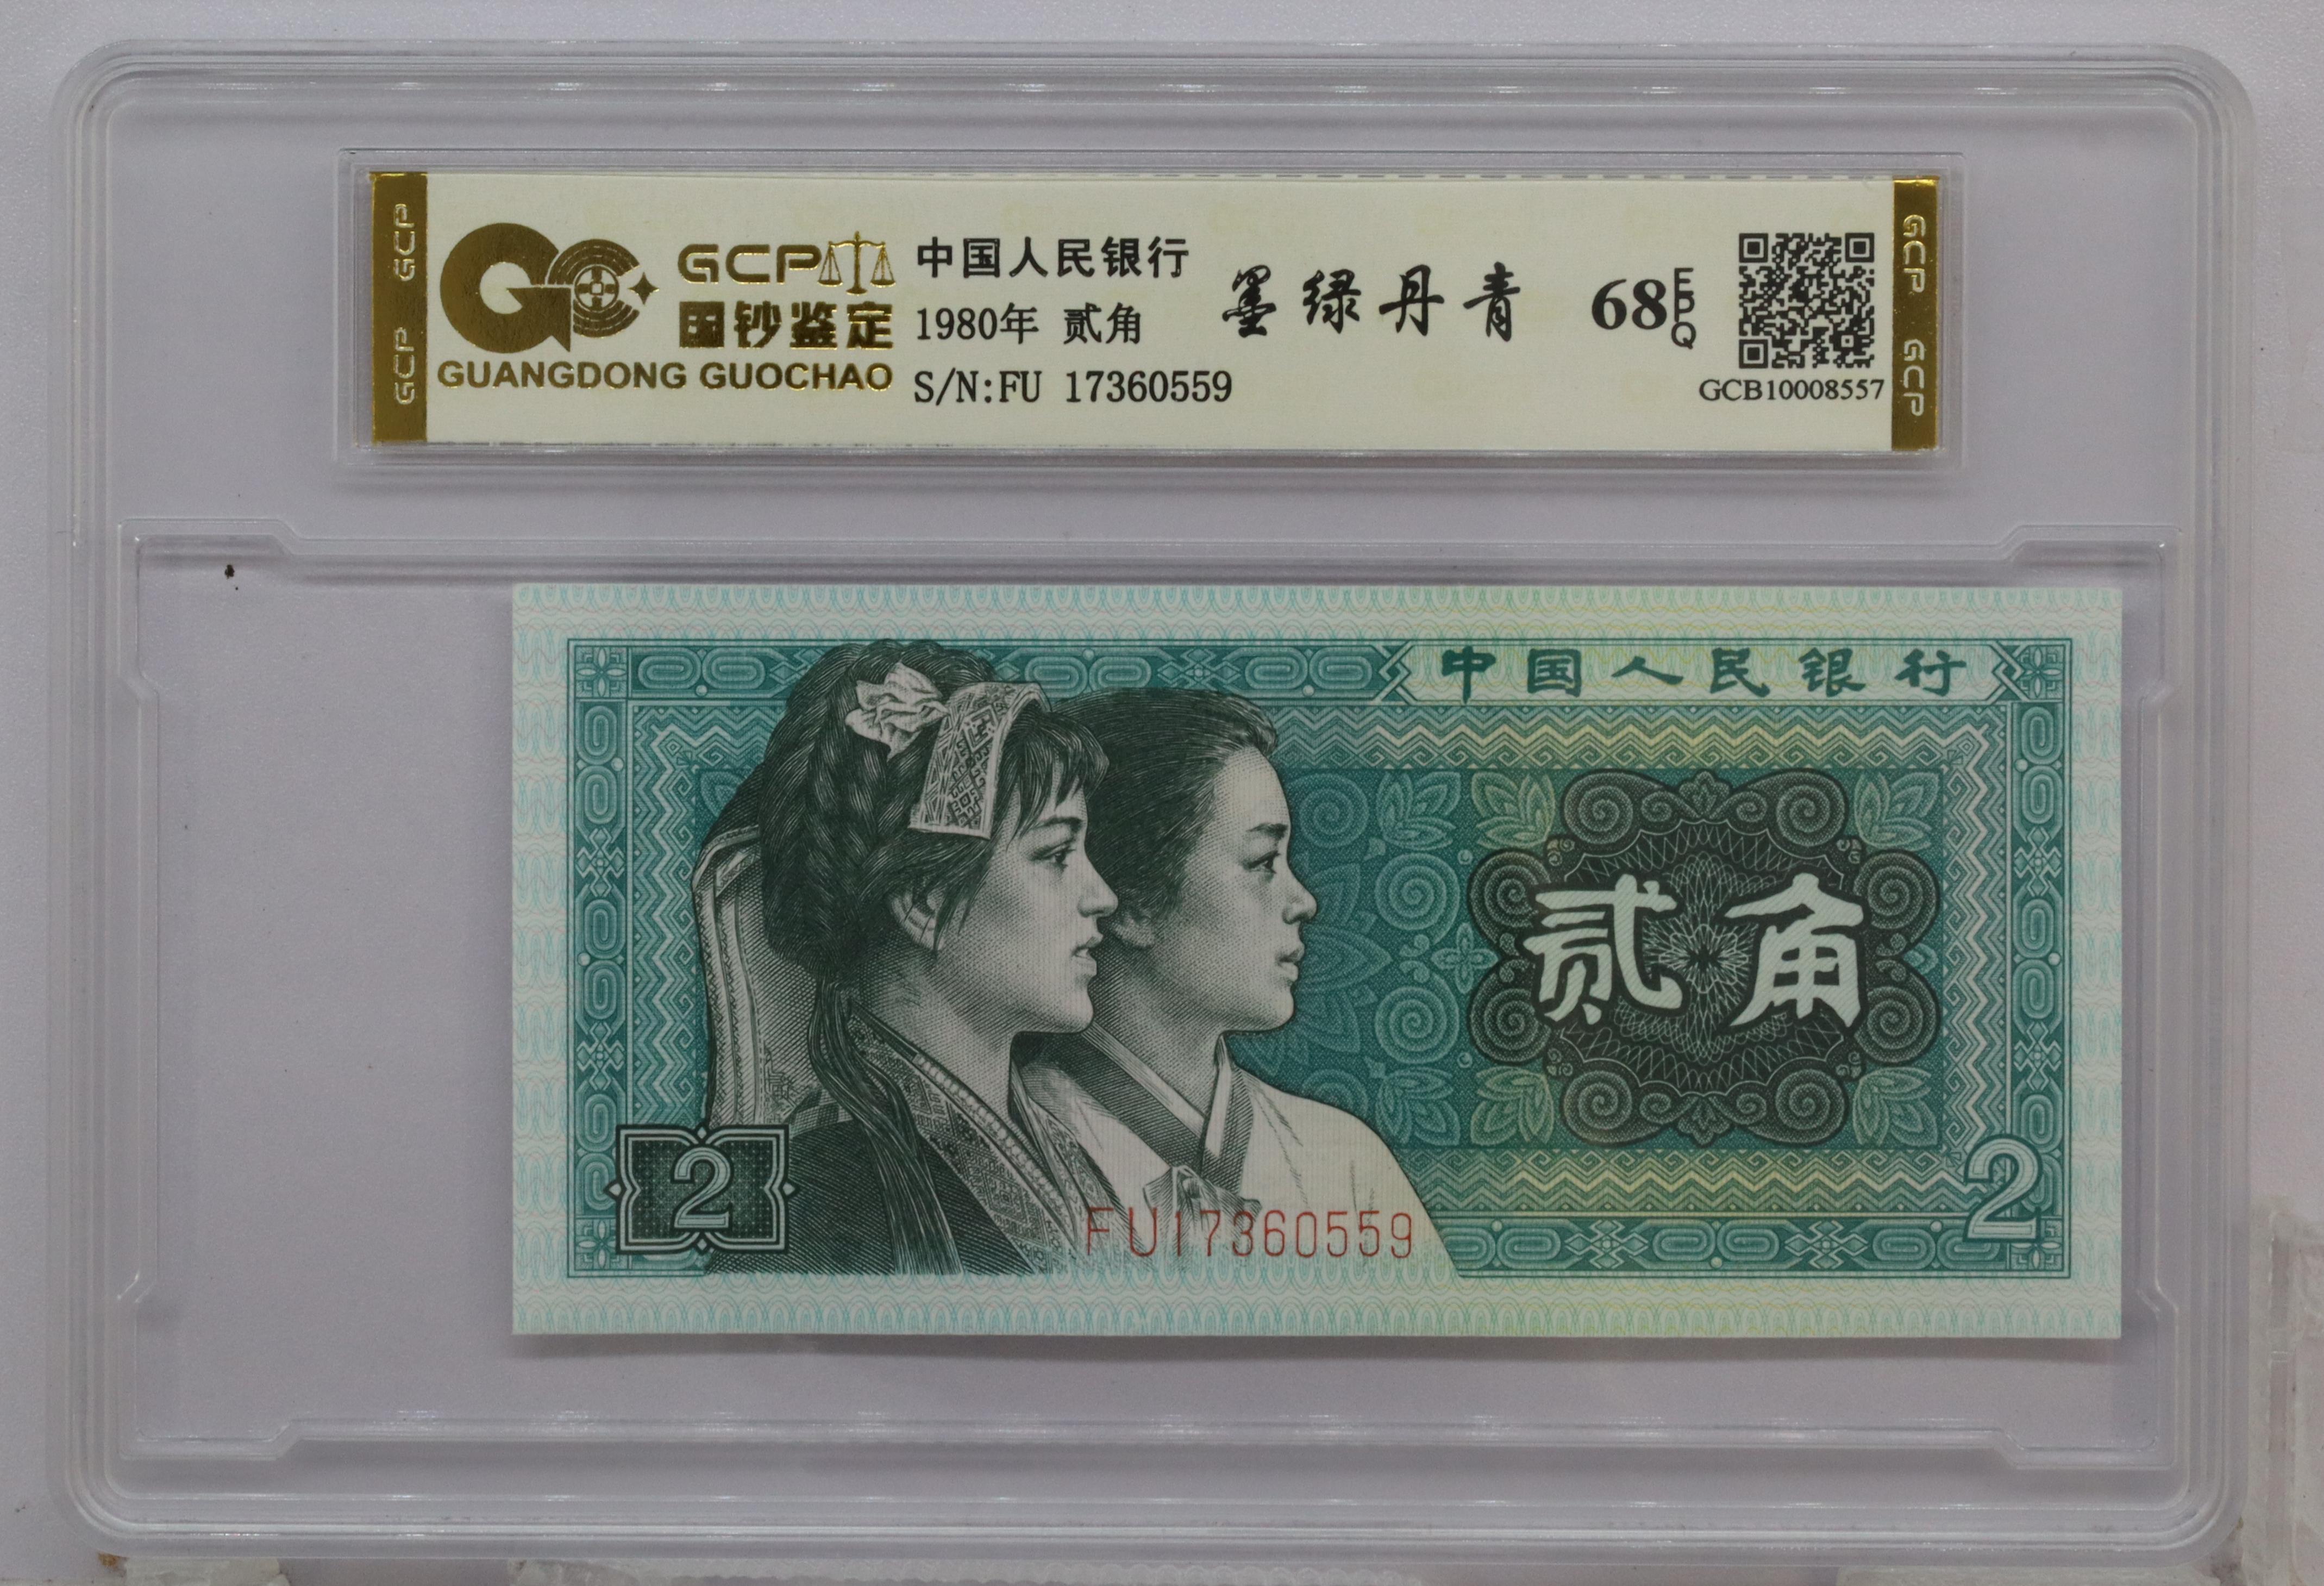 GCP GCP
GCP
国钞鉴定
GUANGDONG GUOCHAO
中国人民银行
1980年 贰角
S/N:FU 17360559
墨绿丹青
68 EPQ
GCB10008557
GCP GCP
中国人民银行
贰角
2
FU17360559
2